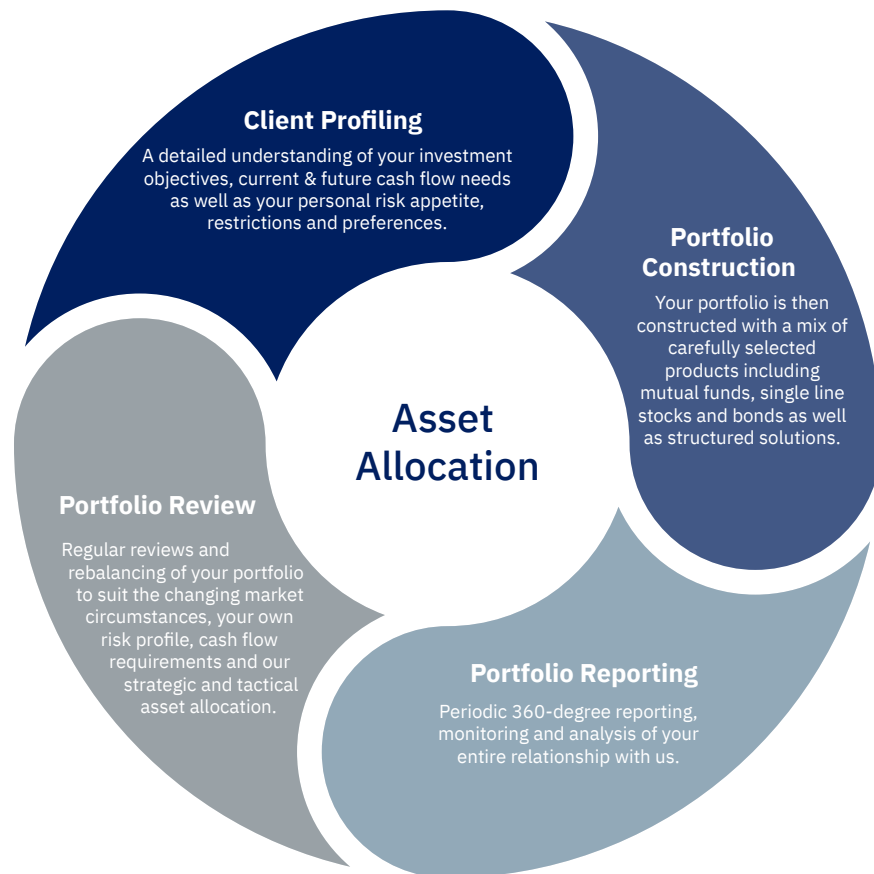 Client Profiling
A detailed understanding of your investment
objectives, current & future cash flow needs
as well as your personal risk appetite,
restrictions and preferences.
Portfolio
Construction
Your portfolio is then
constructed with a mix of
carefully selected
products including
mutual funds, single line
stocks and bonds as well
as structured solutions.
Asset
Allocation
Portfolio Review
Regular reviews and
rebalancing of your portfolio
to suit the changing market
circumstances, your own
risk profile, cash flow
requirements and our
strategic and tactical
asset allocation.
Portfolio Reporting
Periodic 360-degree reporting,
monitoring and analysis of your
entire relationship with us.